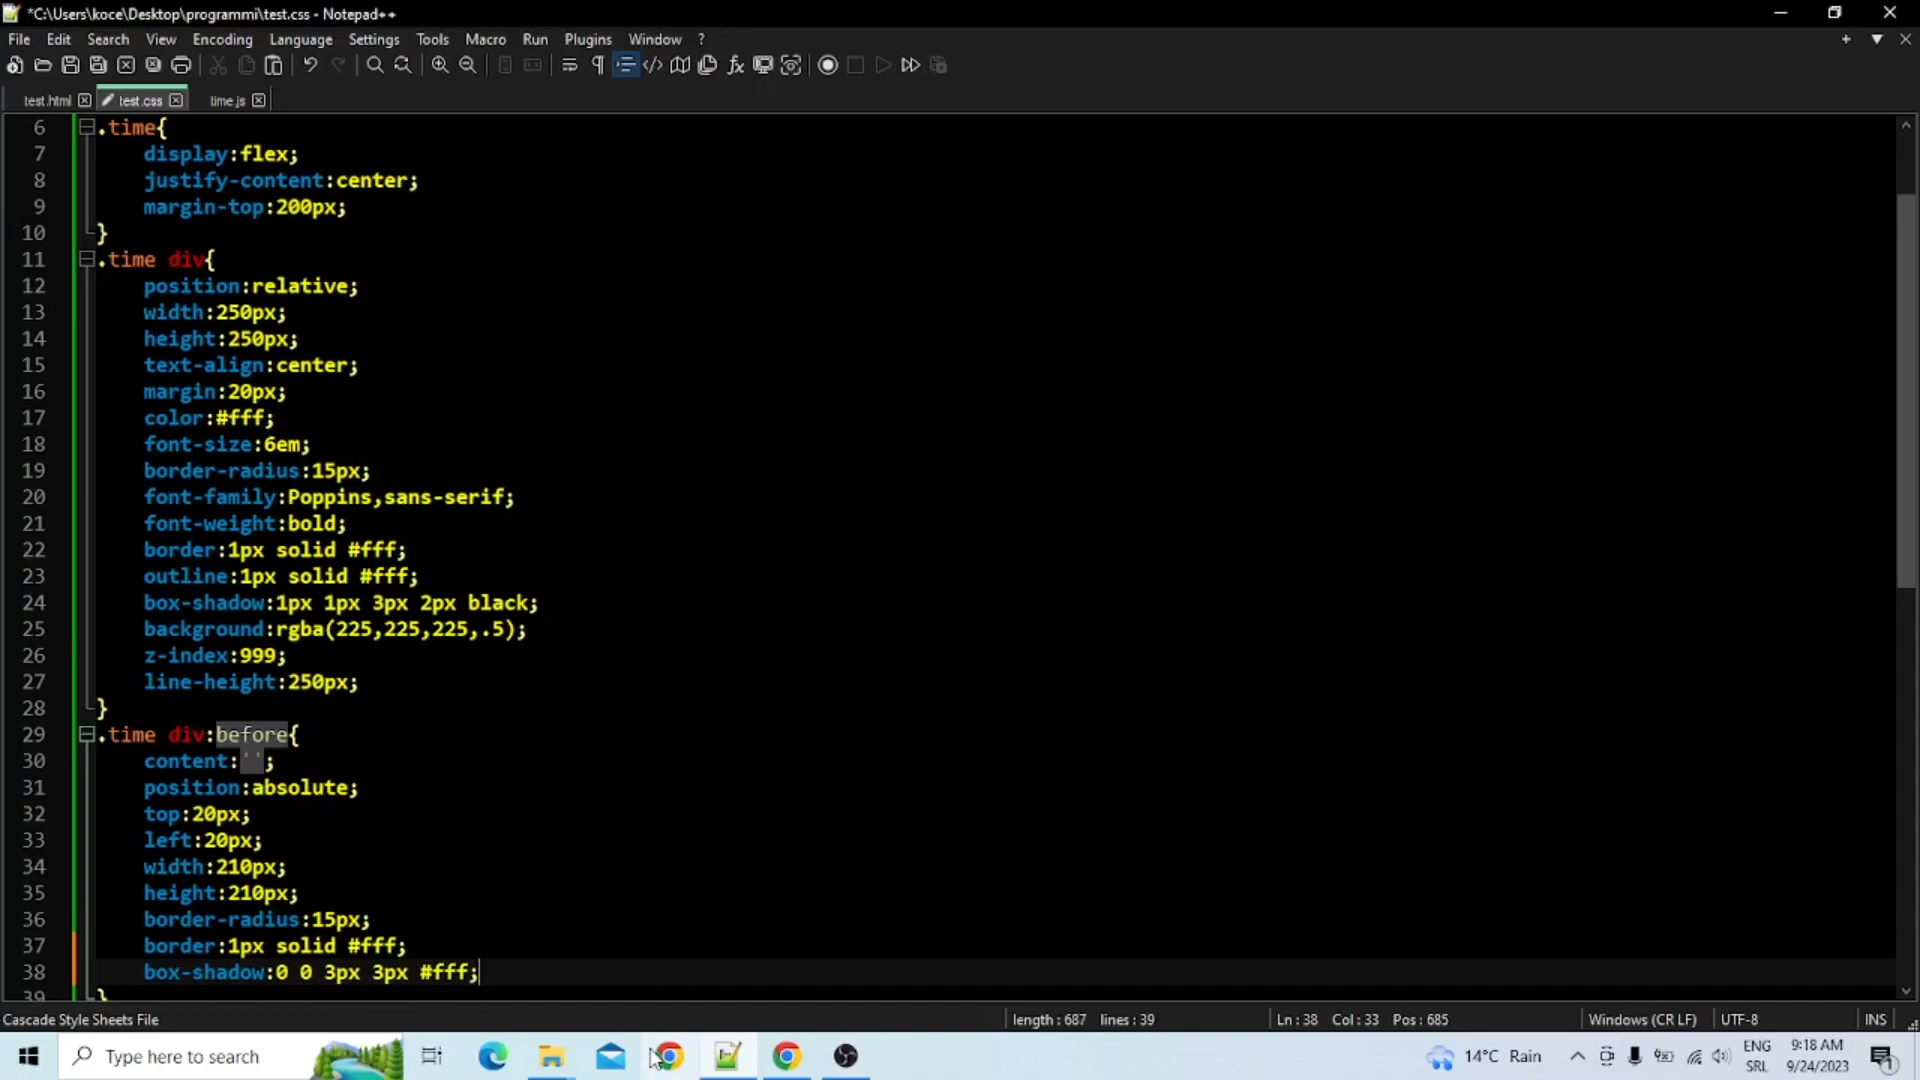 *C:\Users\koce\Desktop\programmi\test.css - Notepad++
File Edit Search View Encoding Language Settings Tools Macro Run Plugins Window ?
test.html test.css time.js
6 .time{
7 display:flex;
8 justify-content:center;
9 margin-top:200px;
10 }
11 .time div{
12 position:relative;
13 width:250px;
14 height:250px;
15 text-align:center;
16 margin:20px;
17 color:#fff;
18 font-size:6em;
19 border-radius:15px;
20 font-family:Poppins,sans-serif;
21 font-weight:bold;
22 border:1px solid #fff;
23 outline:1px solid #fff;
24 box-shadow:1px 1px 3px 2px black;
25 background:rgba(225,225,225,.5);
26 z-index:999;
27 line-height:250px;
28 }
29 .time div:before{
30 content:'';
31 position:absolute;
32 top:20px;
33 left:20px;
34 width:210px;
35 height:210px;
36 border-radius:15px;
37 border:1px solid #fff;
38 box-shadow:0 0 3px 3px #fff;
39 }
Cascade Style Sheets File length : 687 lines : 39 Ln : 38 Col : 33 Pos : 685 Windows (CR LF) UTF-8 INS
Type here to search 14°C Rain ENG SRL 9:18 AM 9/24/2023 1